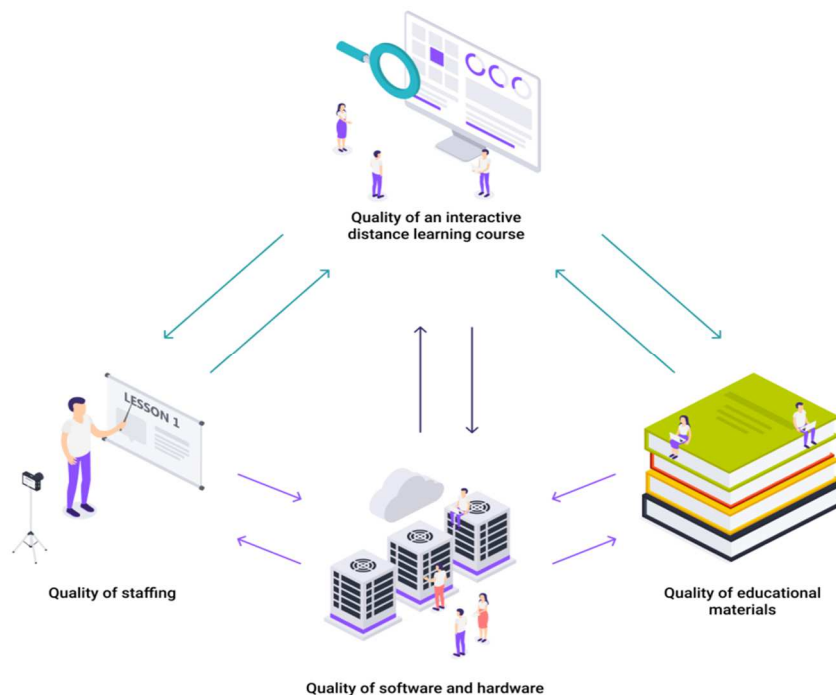 Quality of an interactive
distance learning course
LESSON 1
Quality of staffing
Quality of educational
materials
Quality of software and hardware